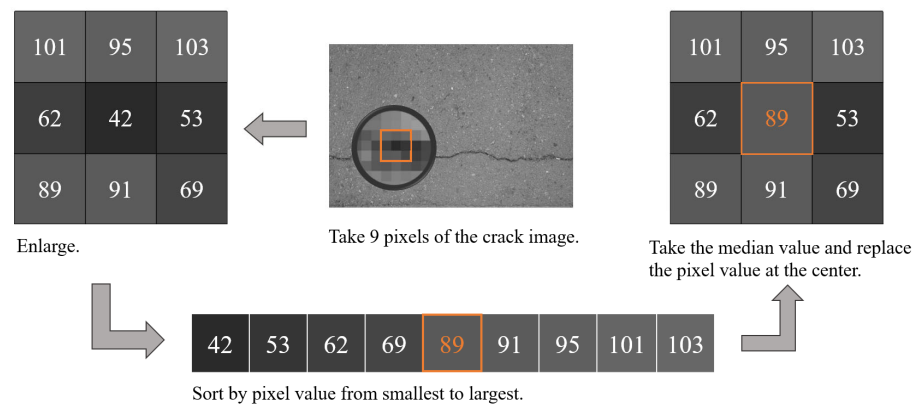 101 95 103
62 42 53
89 91 69
Enlarge.
Take 9 pixels of the crack image.
101 95 103
62 89 53
89 91 69
Take the median value and replace
the pixel value at the center.
42 53 62 69 89 91 95 101 103
Sort by pixel value from smallest to largest.